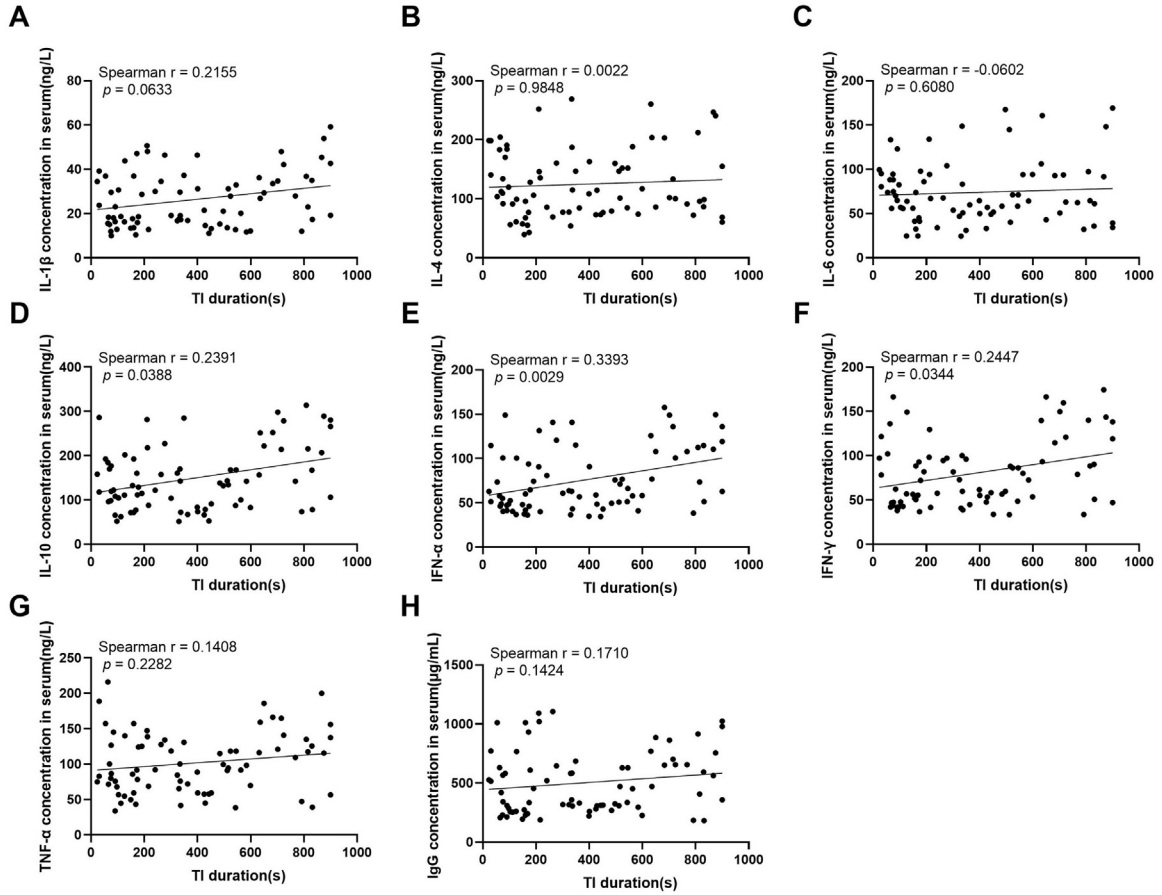 A
Spearman r = 0.2155
p = 0.0633
IL-1β concentration in serum(ng/L)
80
60
40
20
0
0 200 400 600 800 1000
TI duration(s)
B
Spearman r = 0.0022
p = 0.9848
IL-4 concentration in serum(ng/L)
300
200
100
0
0 200 400 600 800 1000
TI duration(s)
C
Spearman r = -0.0602
p = 0.6080
IL-6 concentration in serum(ng/L)
200
150
100
50
0
0 200 400 600 800 1000
TI duration(s)
D
Spearman r = 0.2391
p = 0.0388
IL-10 concentration in serum(ng/L)
400
300
200
100
0
0 200 400 600 800 1000
TI duration(s)
E
Spearman r = 0.3393
p = 0.0029
IFN-α concentration in serum(ng/L)
200
150
100
50
0
0 200 400 600 800 1000
TI duration(s)
F
Spearman r = 0.2447
p = 0.0344
IFN-γ concentration in serum(ng/L)
200
150
100
50
0
0 200 400 600 800 1000
TI duration(s)
G
Spearman r = 0.1408
p = 0.2282
TNF-α concentration in serum(ng/L)
250
200
150
100
50
0
0 200 400 600 800 1000
TI duration(s)
H
Spearman r = 0.1710
p = 0.1424
IgG concentration in serum(μg/mL)
1500
1000
500
0
0 200 400 600 800 1000
TI duration(s)